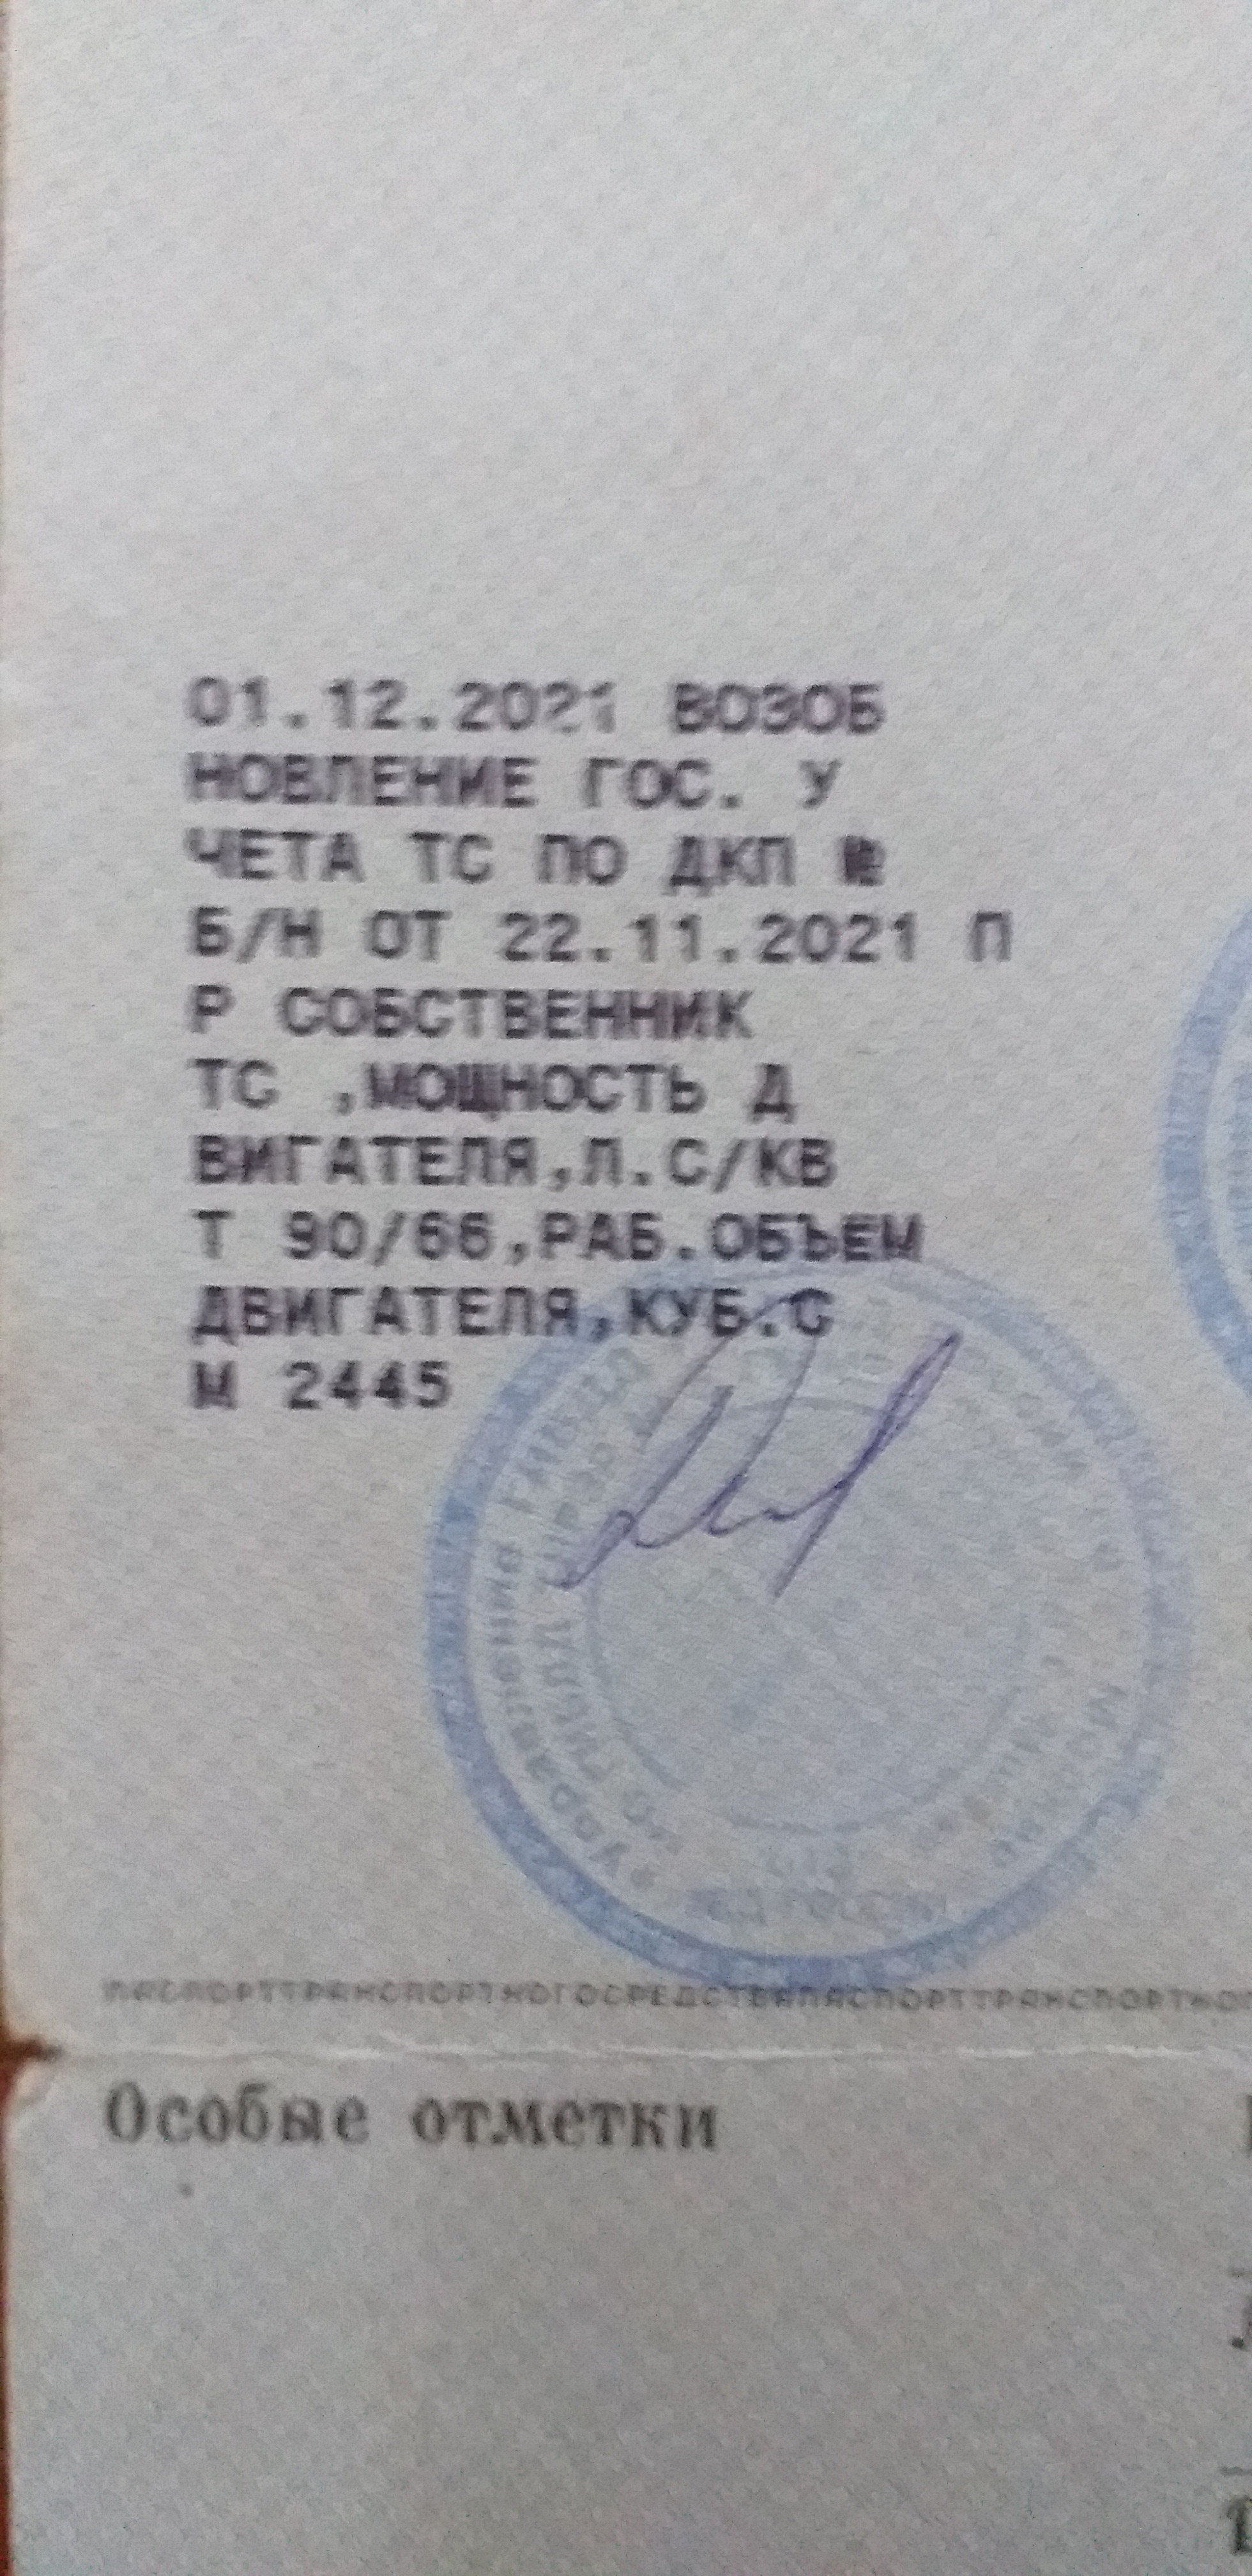 01.12.2021 ВОЗОБ
НОВЛЕНИЕ ГОС. У
ЧЕТА ТС ПО ДКП №
Б/Н ОТ 22.11.2021 П
Р СОБСТВЕННИК
ТС ,МОЩНОСТЬ Д
ВИГАТЕЛЯ,Л.С/КВ
Т 90/66,РАБ.ОБЪЕМ
ДВИГАТЕЛЯ,КУБ.С
М 2445
ПАСПОРТТРАНСПОРТНОГОСРЕДСТВАПАСПОРТТРАНСПОРТНО
Особые отметки